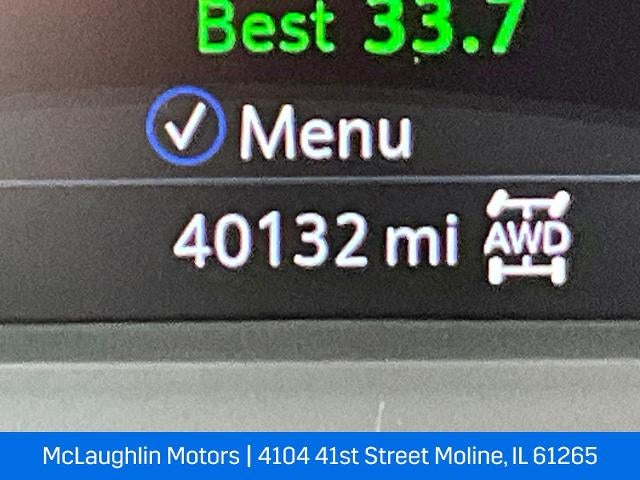 Best 33.7
Menu
40132 mi AWD
McLaughlin Motors | 4104 41st Street Moline, IL 61265